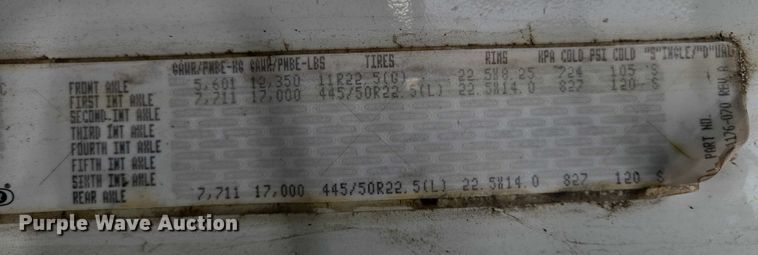 GAWR/PNBE-KG GAWR/PNBE-LBS TIRES RIMS KPA COLD PSI COLD "S"INGLE/"D"UAL
FRONT AXLE 5,601 12,350 11R22.5(G) 22.5X8.25 724 105 S
FIRST INT AXLE 7,711 17,000 445/50R22.5(L) 22.5X14.0 827 120 S
SECOND INT AXLE
THIRD INT AXLE
FOURTH INT AXLE
FIFTH INT AXLE
SIXTH INT AXLE
REAR AXLE 7,711 17,000 445/50R22.5(L) 22.5X14.0 827 120 S
PART NO.
REV A
Purple Wave Auction